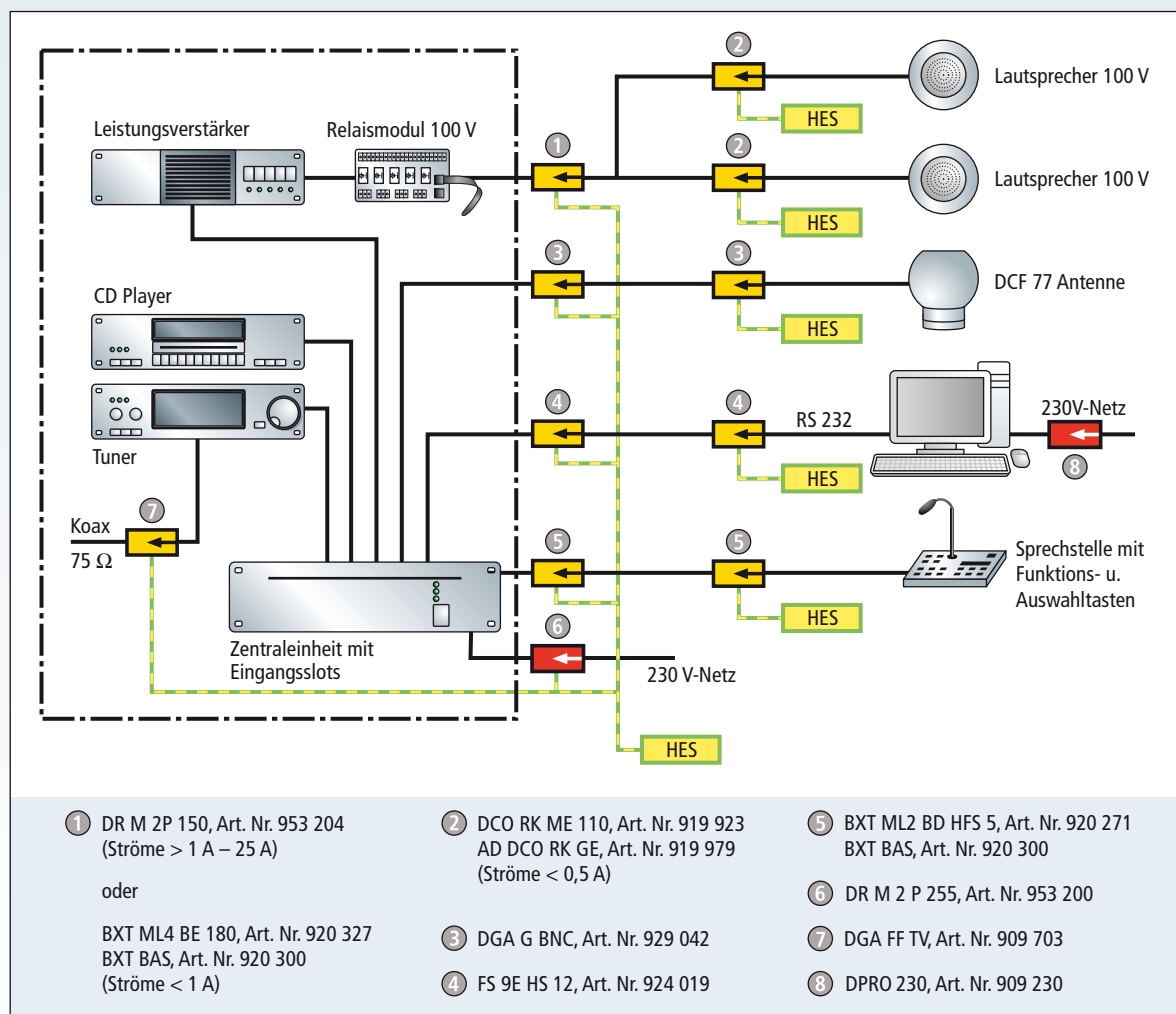 2
Lautsprecher 100 V
HES
Leistungsverstärker
Relaismodul 100 V
1
2
Lautsprecher 100 V
HES
3
3
DCF 77 Antenne
CD Player
HES
4
4
RS 232
230V-Netz
Tuner
HES
8
7
Koax
75 Ω
5
5
Sprechstelle mit
Funktions- u.
Auswahltasten
HES
6
Zentraleinheit mit
Eingangsslots
230 V-Netz
HES
1 DR M 2P 150, Art. Nr. 953 204
(Ströme > 1 A – 25 A)
oder
BXT ML4 BE 180, Art. Nr. 920 327
BXT BAS, Art. Nr. 920 300
(Ströme < 1 A)
2 DCO RK ME 110, Art. Nr. 919 923
AD DCO RK GE, Art. Nr. 919 979
(Ströme < 0,5 A)
3 DGA G BNC, Art. Nr. 929 042
4 FS 9E HS 12, Art. Nr. 924 019
5 BXT ML2 BD HFS 5, Art. Nr. 920 271
BXT BAS, Art. Nr. 920 300
6 DR M 2 P 255, Art. Nr. 953 200
7 DGA FF TV, Art. Nr. 909 703
8 DPRO 230, Art. Nr. 909 230